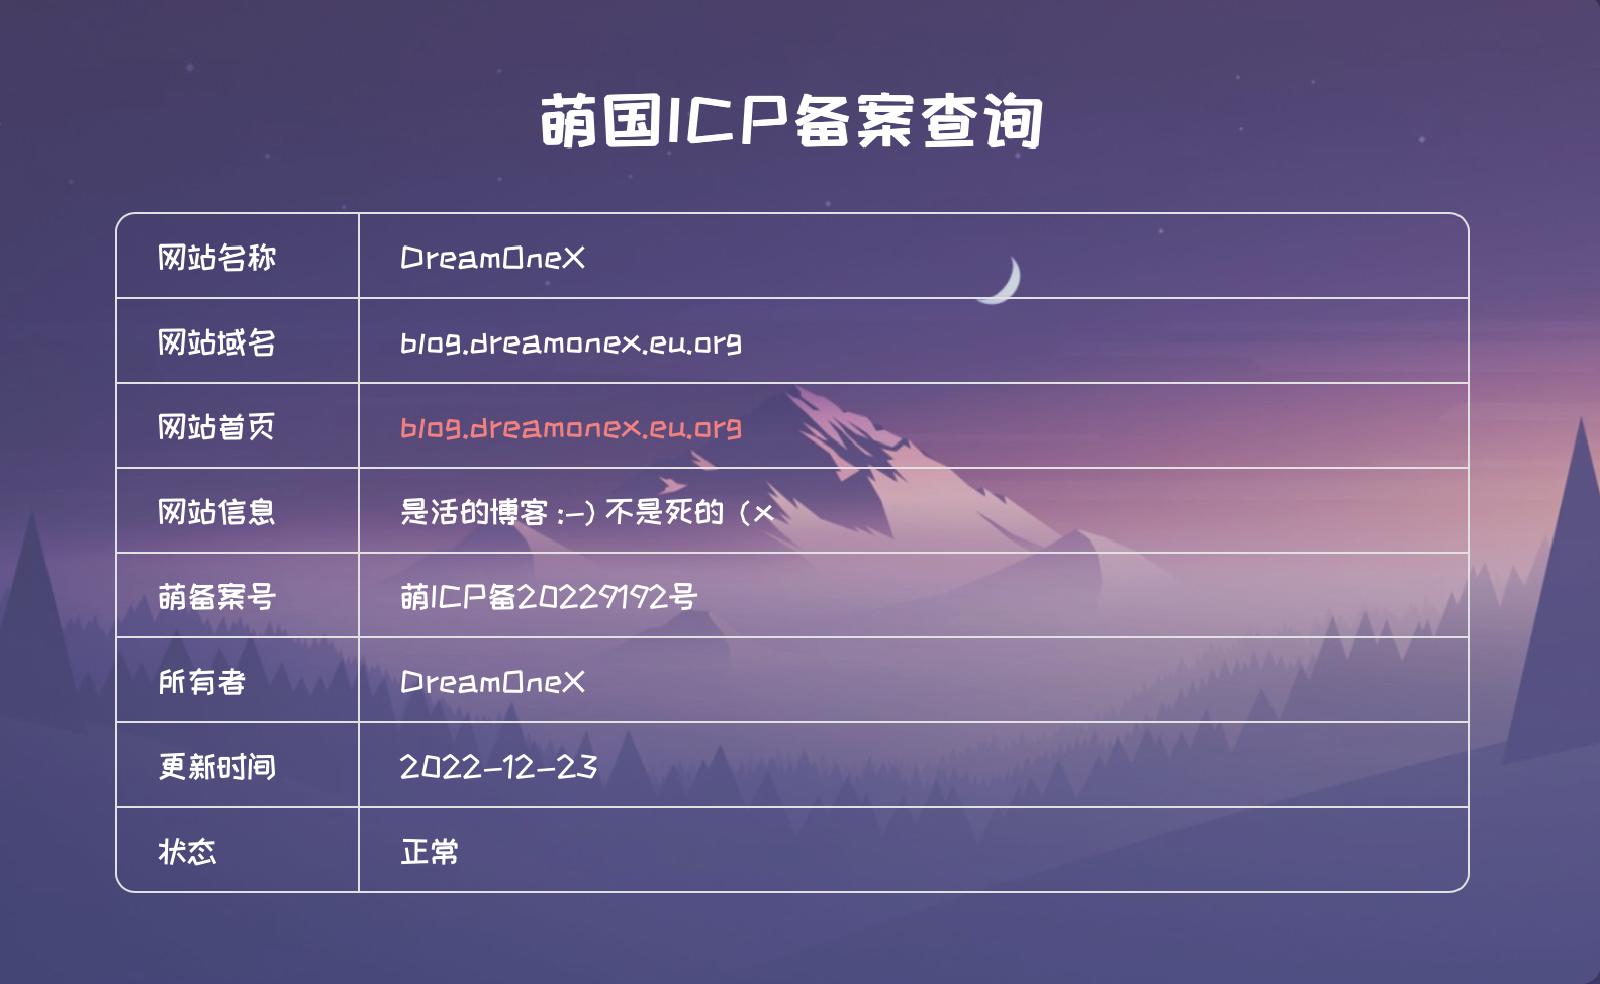 萌国ICP备案查询
网站名称 DreamOneX
网站域名 blog.dreamonex.eu.org
网站首页 blog.dreamonex.eu.org
网站信息 是活的博客 :-) 不是死的（x
萌备案号 萌ICP备20229192号
所有者 DreamOneX
更新时间 2022-12-23
状态 正常